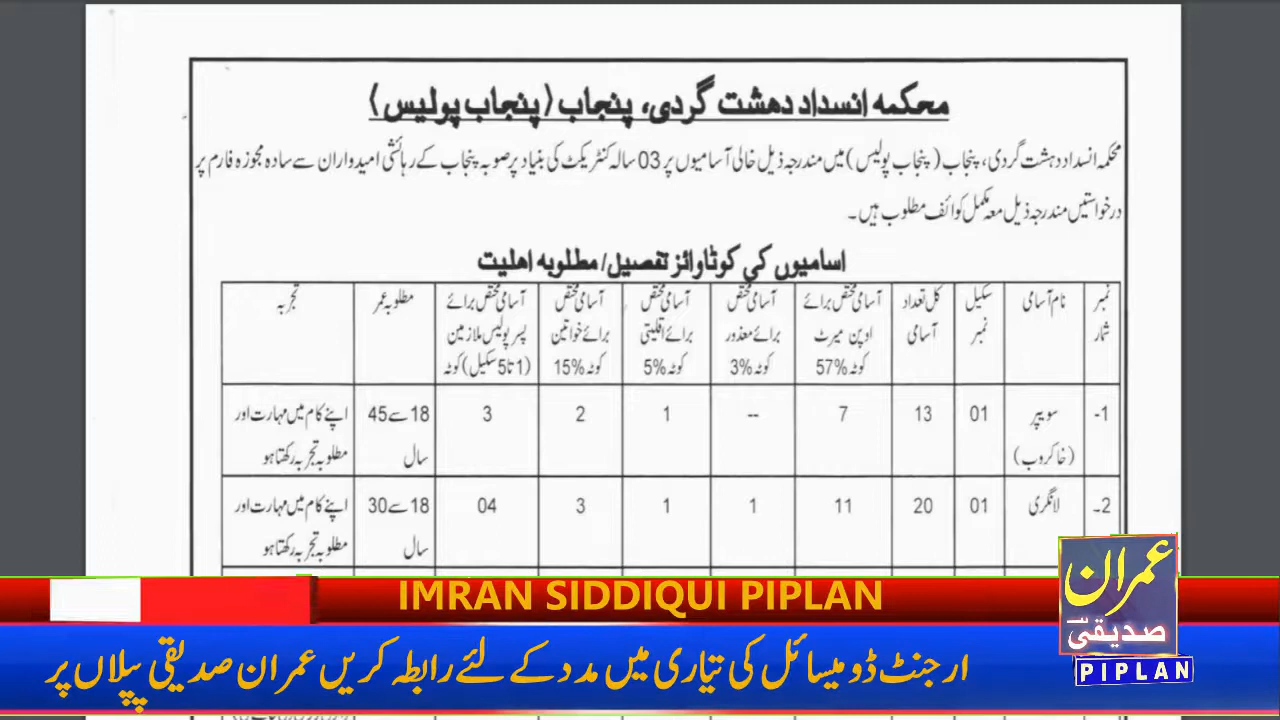 محکمہ انسداد دهشت گردی، پنجاب (پنجاب پولیس)
محکمہ انسداد دہشت گردی، پنجاب (پنجاب پولیس) میں مندرجہ ذیل خالی آسامیوں پر 03 سالہ کنٹریکٹ کی بنیاد پر صوبہ پنجاب کے رہائشی امیدواران سے سادہ مجوزہ فارم پر
درخواستیں مندرجہ ذیل معہ مکمل کوائف مطلوب ہیں۔
اسامیوں کی کوٹا وائز تفصیل/مطلوبہ اهلیت
نمبر شمار نام آسامی سکیل نمبر کل تعداد آسامی آسامی مختص برائے اوپن میرٹ کوٹہ %57 آسامی مختص برائے معذور کوٹہ %3 آسامی مختص برائے اقلیتی کوٹہ %5 آسامی مختص برائے خواتین کوٹہ %15 آسامی مختص برائے پسر پولیس ملازمین (1 تا 5 سکیل) کوٹہ مطلوبہ عمر تجربہ
1- سویپر (خاکروب) 01 13 7 -- 1 2 3 18 سے 45 سال اپنے کام میں مہارت اور مطلوبہ تجربہ رکھتا ہو
2۔ لانگری 01 20 11 1 1 3 04 18 سے 30 سال اپنے کام میں مہارت اور مطلوبہ تجربہ رکھتا ہو
عمران
صدیقی
PIPLAN
IMRAN SIDDIQUI PIPLAN
ارجنٹ ڈومیسائل کی تیاری میں مدد کے لئے رابطہ کریں عمران صدیقی پپلاں پر